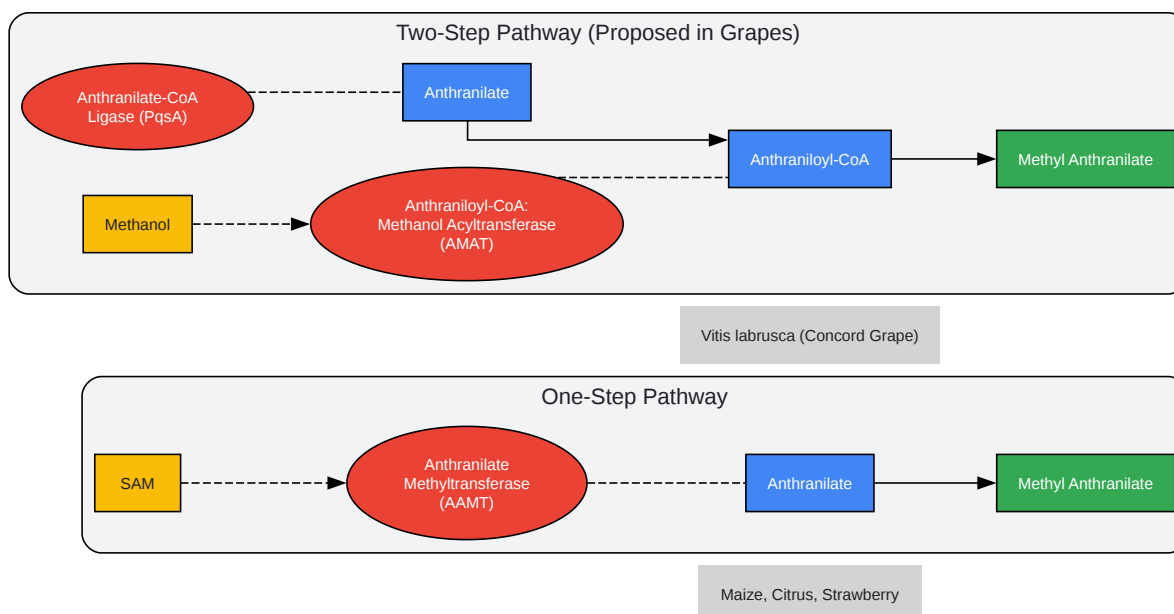 Two-Step Pathway (Proposed in Grapes)
Anthranilate-CoA
Ligase (PqsA)
Anthranilate
Anthraniloyl-CoA
Methyl Anthranilate
Methanol
Anthraniloyl-CoA:
Methanol Acyltransferase
(AMAT)
Vitis labrusca (Concord Grape)
One-Step Pathway
SAM
Anthranilate
Methyltransferase
(AAMT)
Anthranilate
Methyl Anthranilate
Maize, Citrus, Strawberry